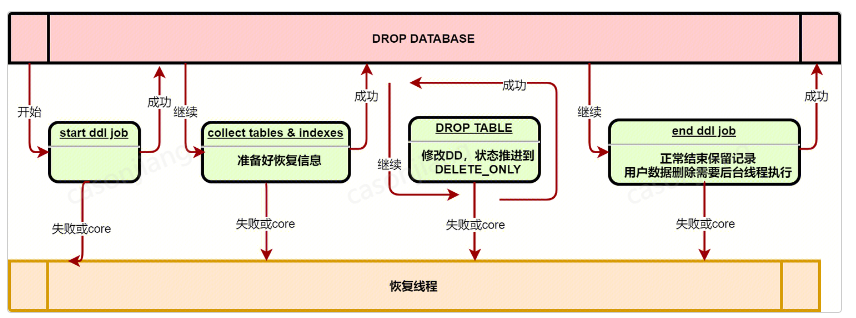 DROP DATABASE
开始
成功
继续
成功
成功
继续
继续
成功
start ddl job
collect tables & indexes
准备好恢复信息
DROP TABLE
修改DD，状态推进到
DELETE_ONLY
end ddl job
正常结束保留记录
用户数据删除需要后台线程执行
失败或core
失败或core
失败或core
失败或core
恢复线程